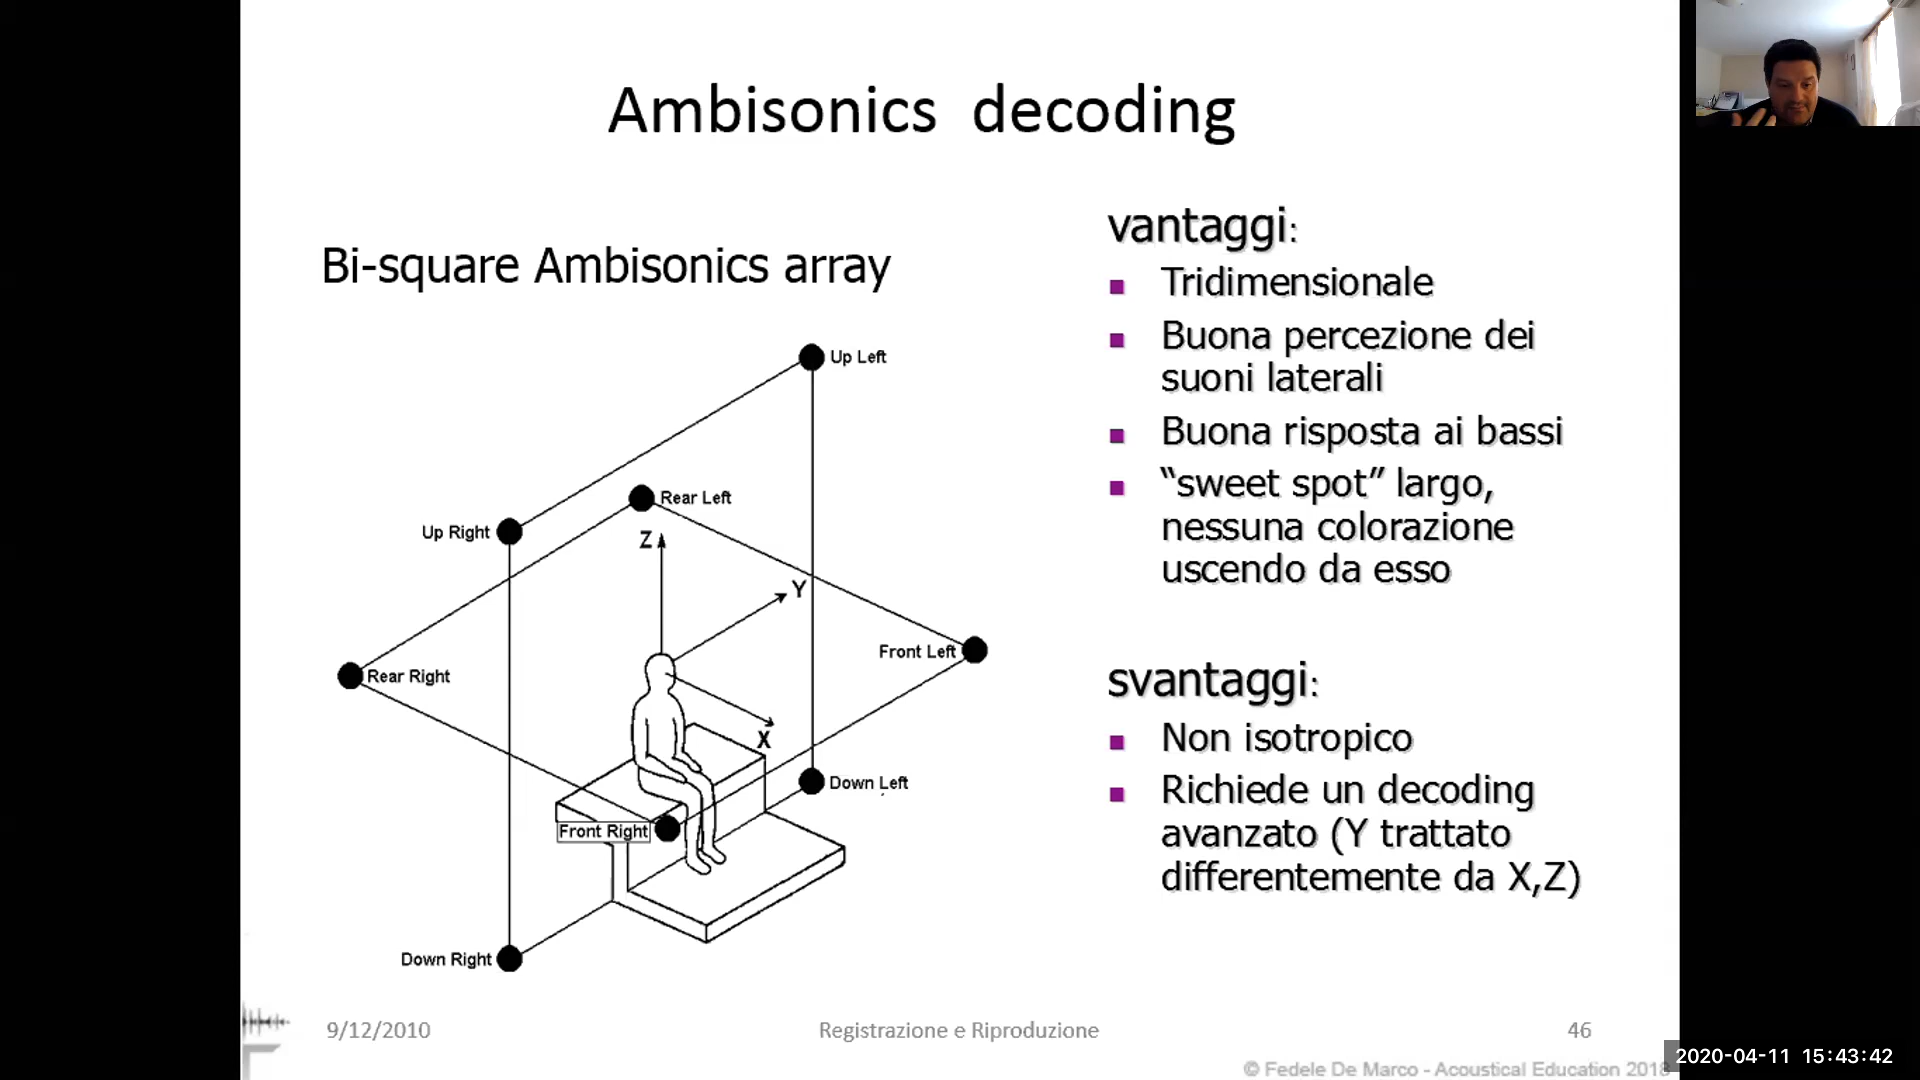 Ambisonics decoding
Bi-square Ambisonics array
Up Left
Rear Left
Up Right
Z
Y
Front Left
Rear Right
X
Down Left
Front Right
Down Right
vantaggi:
Tridimensionale
Buona percezione dei
suoni laterali
Buona risposta ai bassi
“sweet spot” largo,
nessuna colorazione
uscendo da esso
svantaggi:
Non isotropico
Richiede un decoding
avanzato (Y trattato
differentemente da X,Z)
9/12/2010
Registrazione e Riproduzione
46
© Fedele De Marco - Acoustical Education 2018
2020-04-11 15:43:42